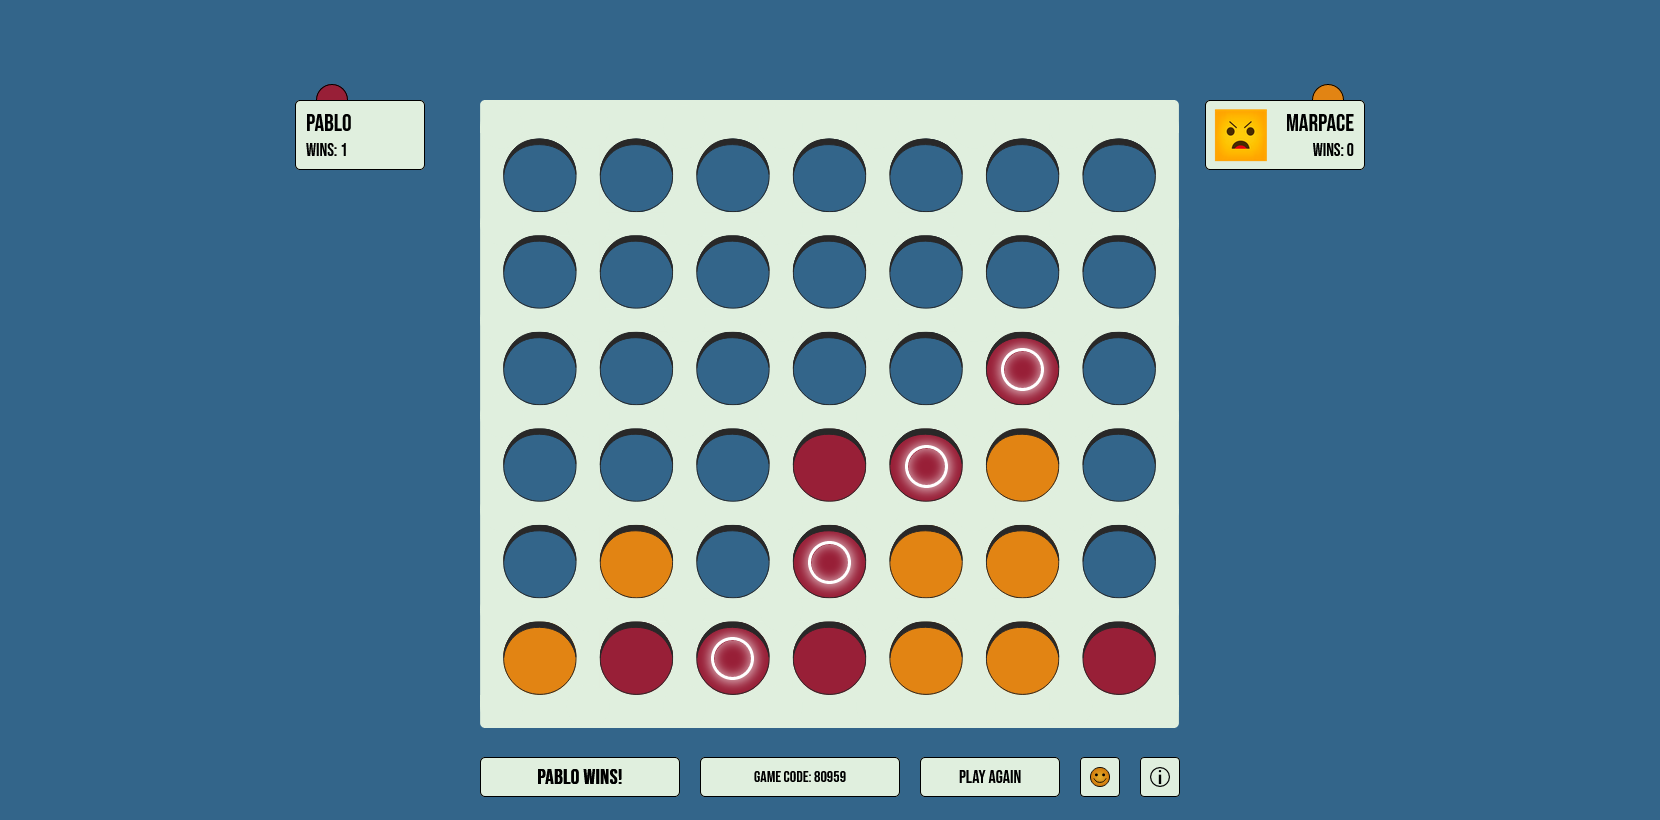 PABLO
WINS: 1
MARPACE
WINS: 0
PABLO WINS!
GAME CODE: 80959
PLAY AGAIN